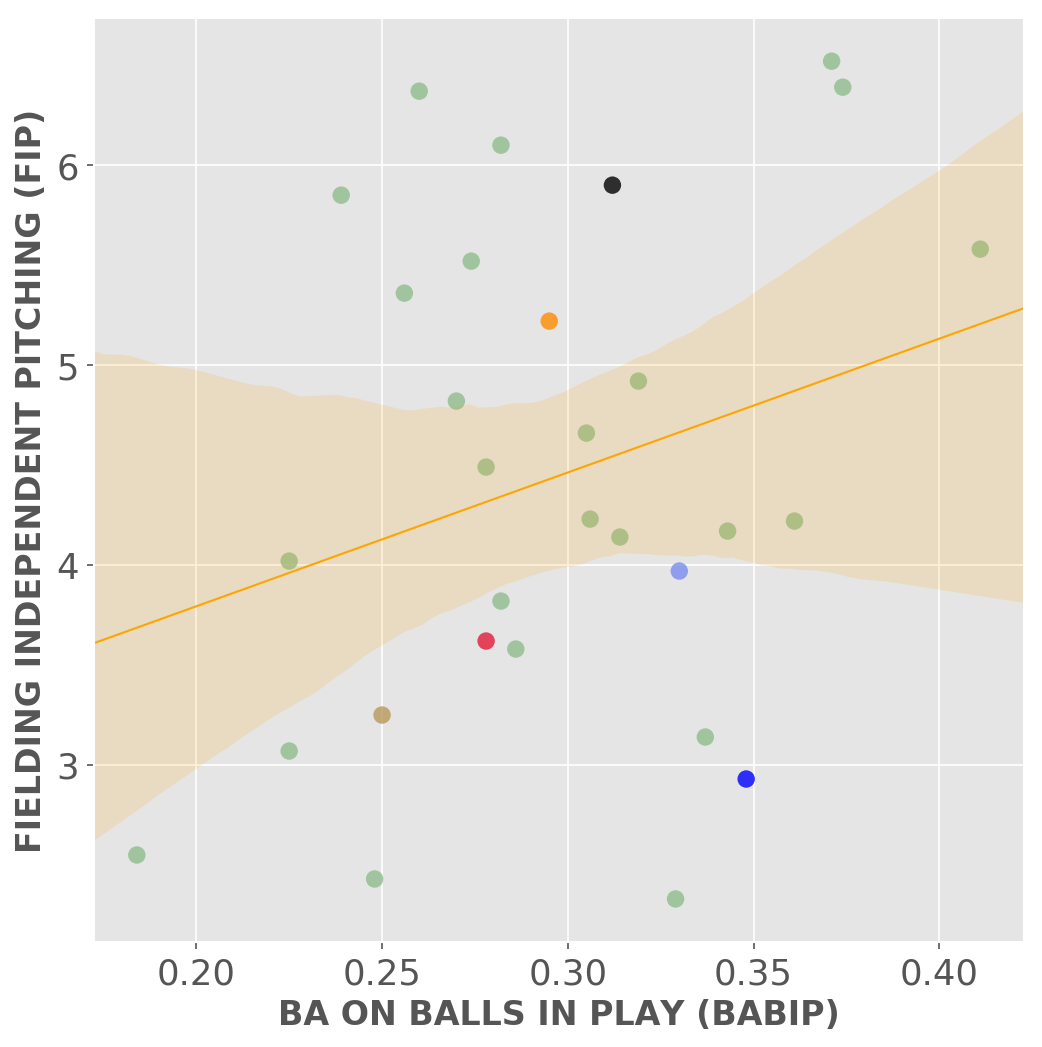 FIELDING INDEPENDENT PITCHING (FIP)
6
5
4
3
0.20 0.25 0.30 0.35 0.40
BA ON BALLS IN PLAY (BABIP)